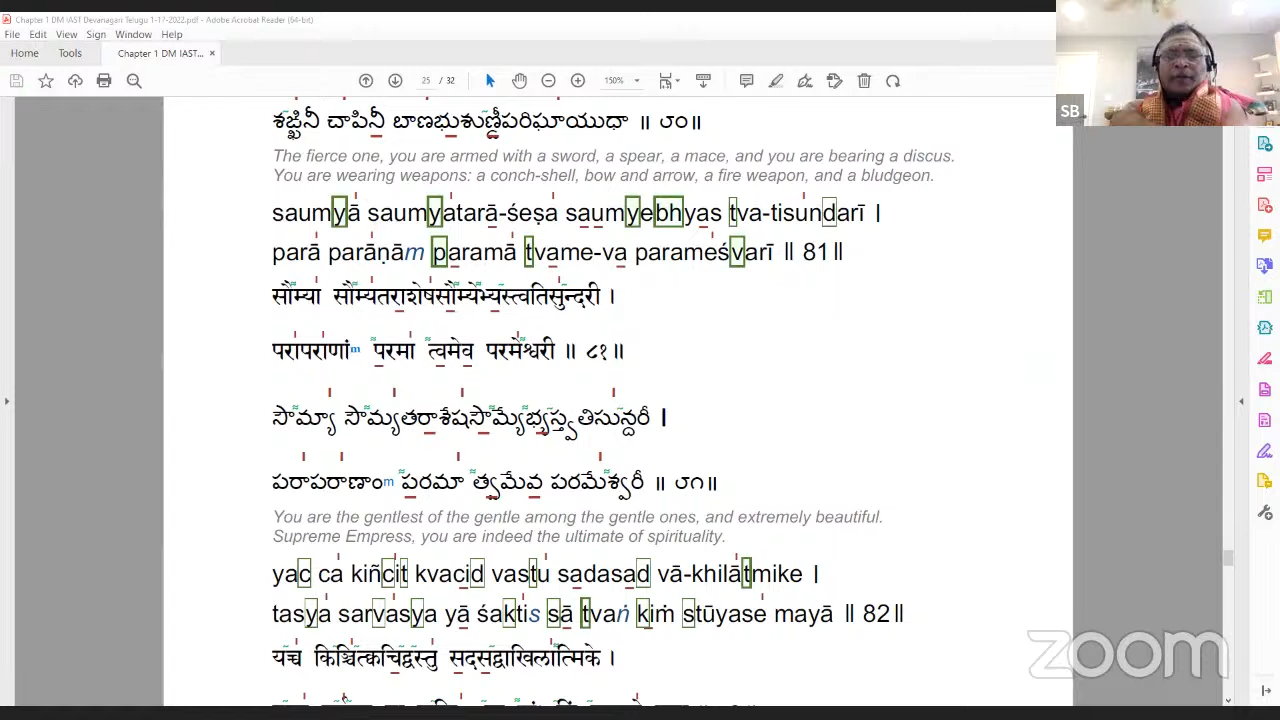 Chapter 1 DM IAST Devanagan Telugu 1-17-2022.pdf - Adobe Acrobat Reader (64-bit)
File Edit View Sign Window Help
Home Tools Chapter 1 DM IAST... ×
25 / 32 150%
SB
శఙ్ఖినీ చాపినీ బాణభుశుణ్డీపరిఘాయుధా ॥ ౮౦॥
The fierce one, you are armed with a sword, a spear, a mace, and you are bearing a discus.
You are wearing weapons: a conch-shell, bow and arrow, a fire weapon, and a bludgeon.
saumyā saumyatarā-śeṣa saumyebhyas tva-tisundarī |
parā parāṇām paramā tvame-va parameśvarī || 81||
सौम्या सौम्यतराशेषसौम्येभ्यस्त्वतिसुन्दरी ।
परापराणांm परमा त्वमेव परमेश्वरी ॥ ८१॥
సౌమ్యా సౌమ్యతరాశేషసౌమ్యేభ్యస్త్వతిసున్దరీ |
పరాపరాణాంm పరమా త్వమేవ పరమేశ్వరీ ॥ ౮౧॥
You are the gentlest of the gentle among the gentle ones, and extremely beautiful.
Supreme Empress, you are indeed the ultimate of spirituality.
yac ca kiñcit kvacid vastu sadasad vā-khilātmike |
tasya sarvasya yā śaktis sā tvaṅ kiṁ stūyase mayā || 82||
यच्च किञ्चित्क्वचिद्वस्तु सदसद्वाखिलात्मिके ।
zoom